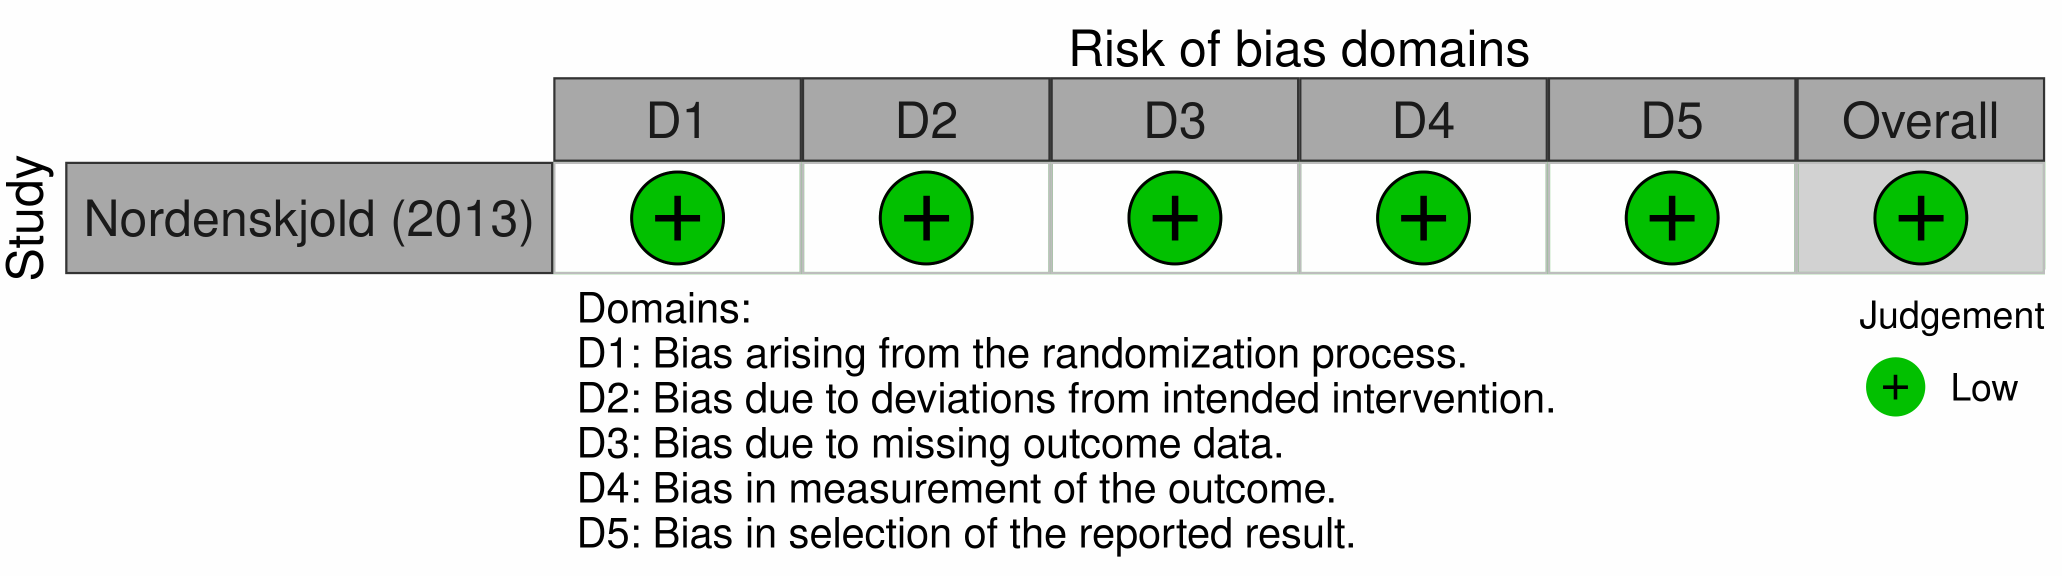 Risk of bias domains
D1 D2 D3 D4 D5 Overall
Study
Nordenskjold (2013) + + + + + +
Domains:
D1: Bias arising from the randomization process.
D2: Bias due to deviations from intended intervention.
D3: Bias due to missing outcome data.
D4: Bias in measurement of the outcome.
D5: Bias in selection of the reported result.
Judgement
+ Low